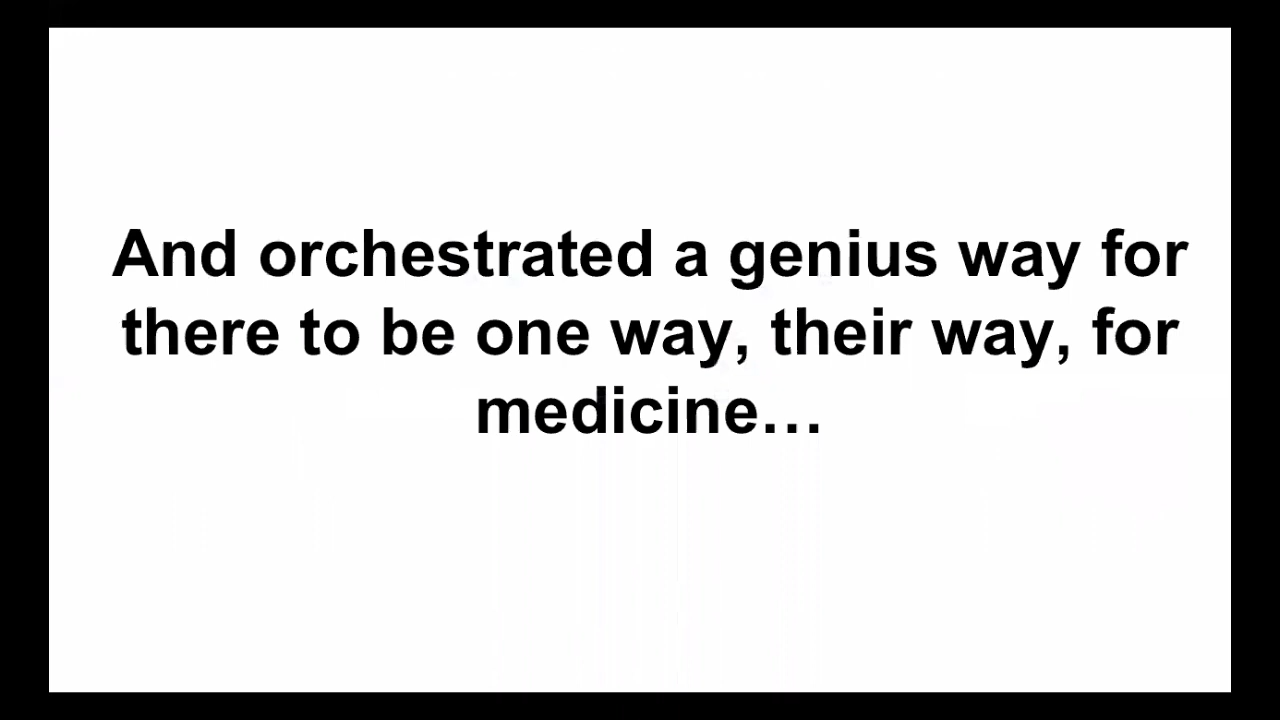 And orchestrated a genius way for
there to be one way, their way, for
medicine…